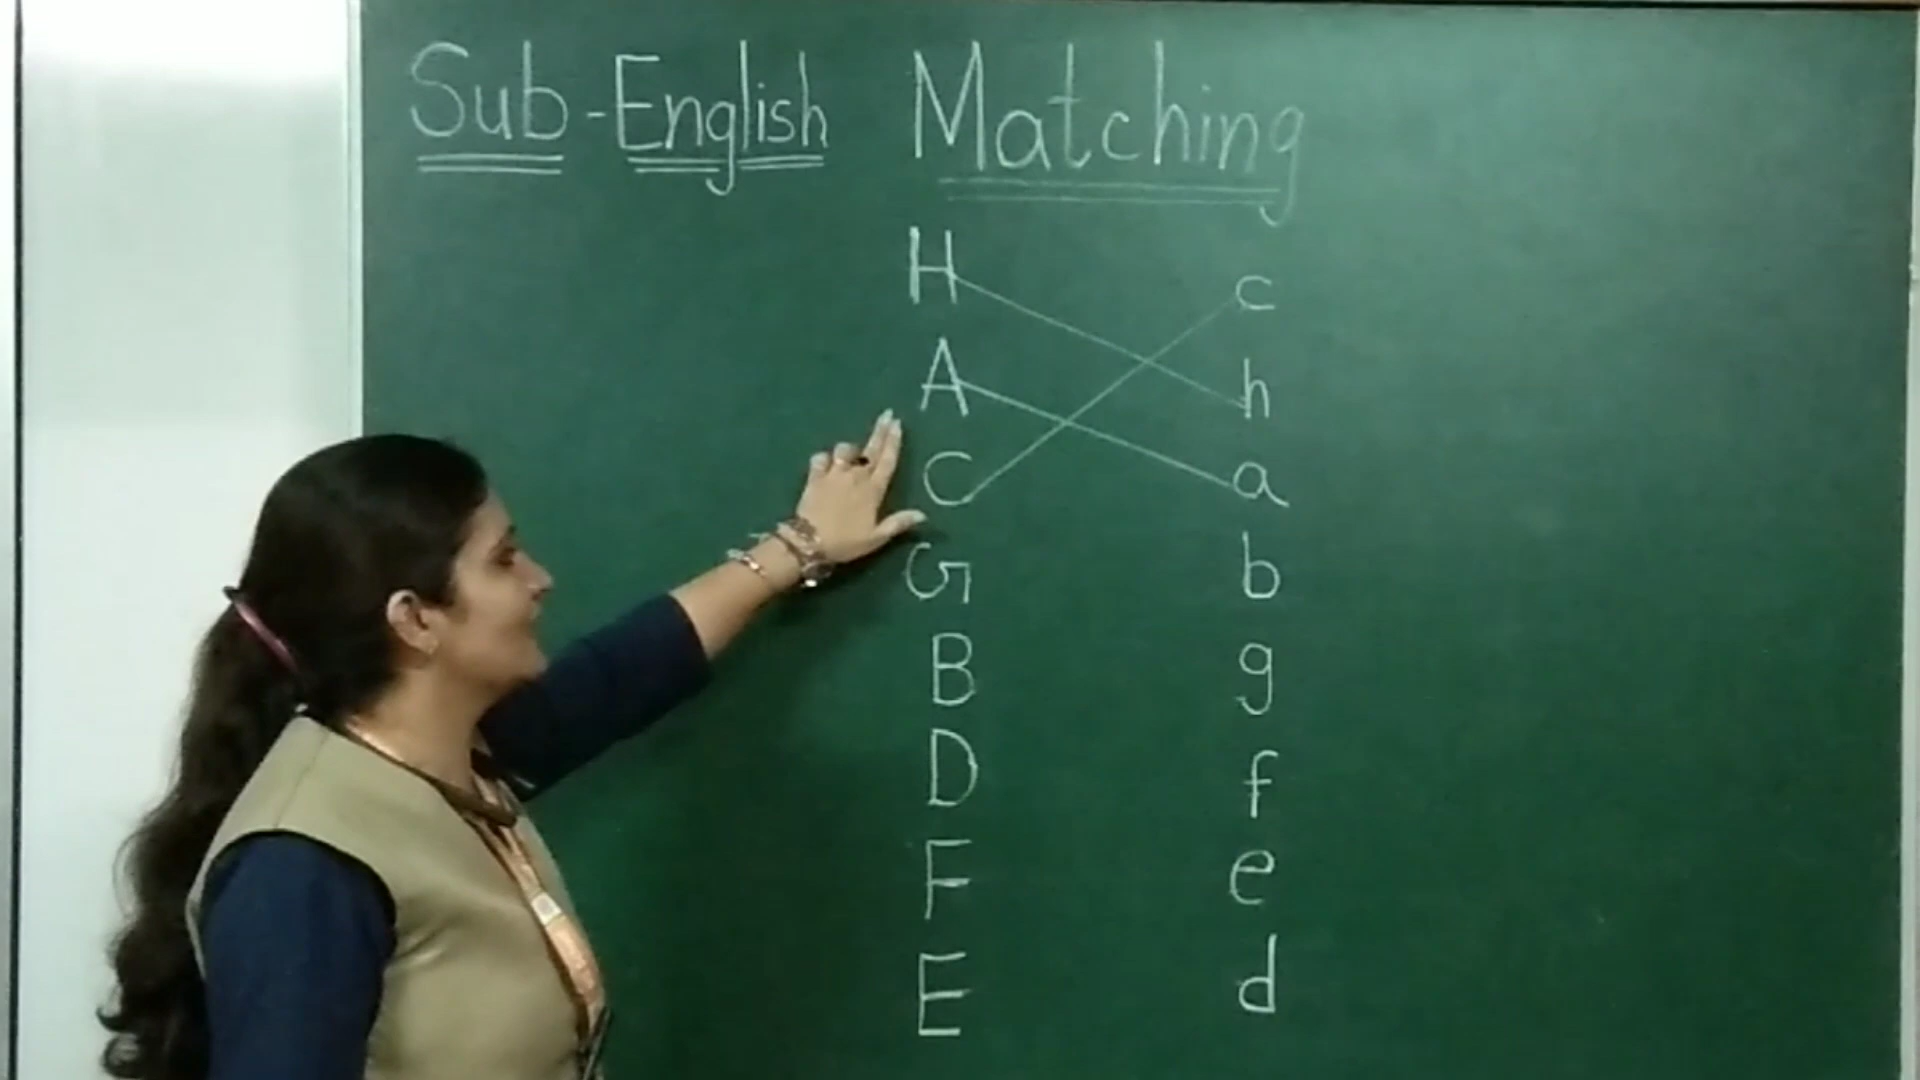 Sub-English Matching
H c
A h
C a
G b
B g
D f
F e
E d